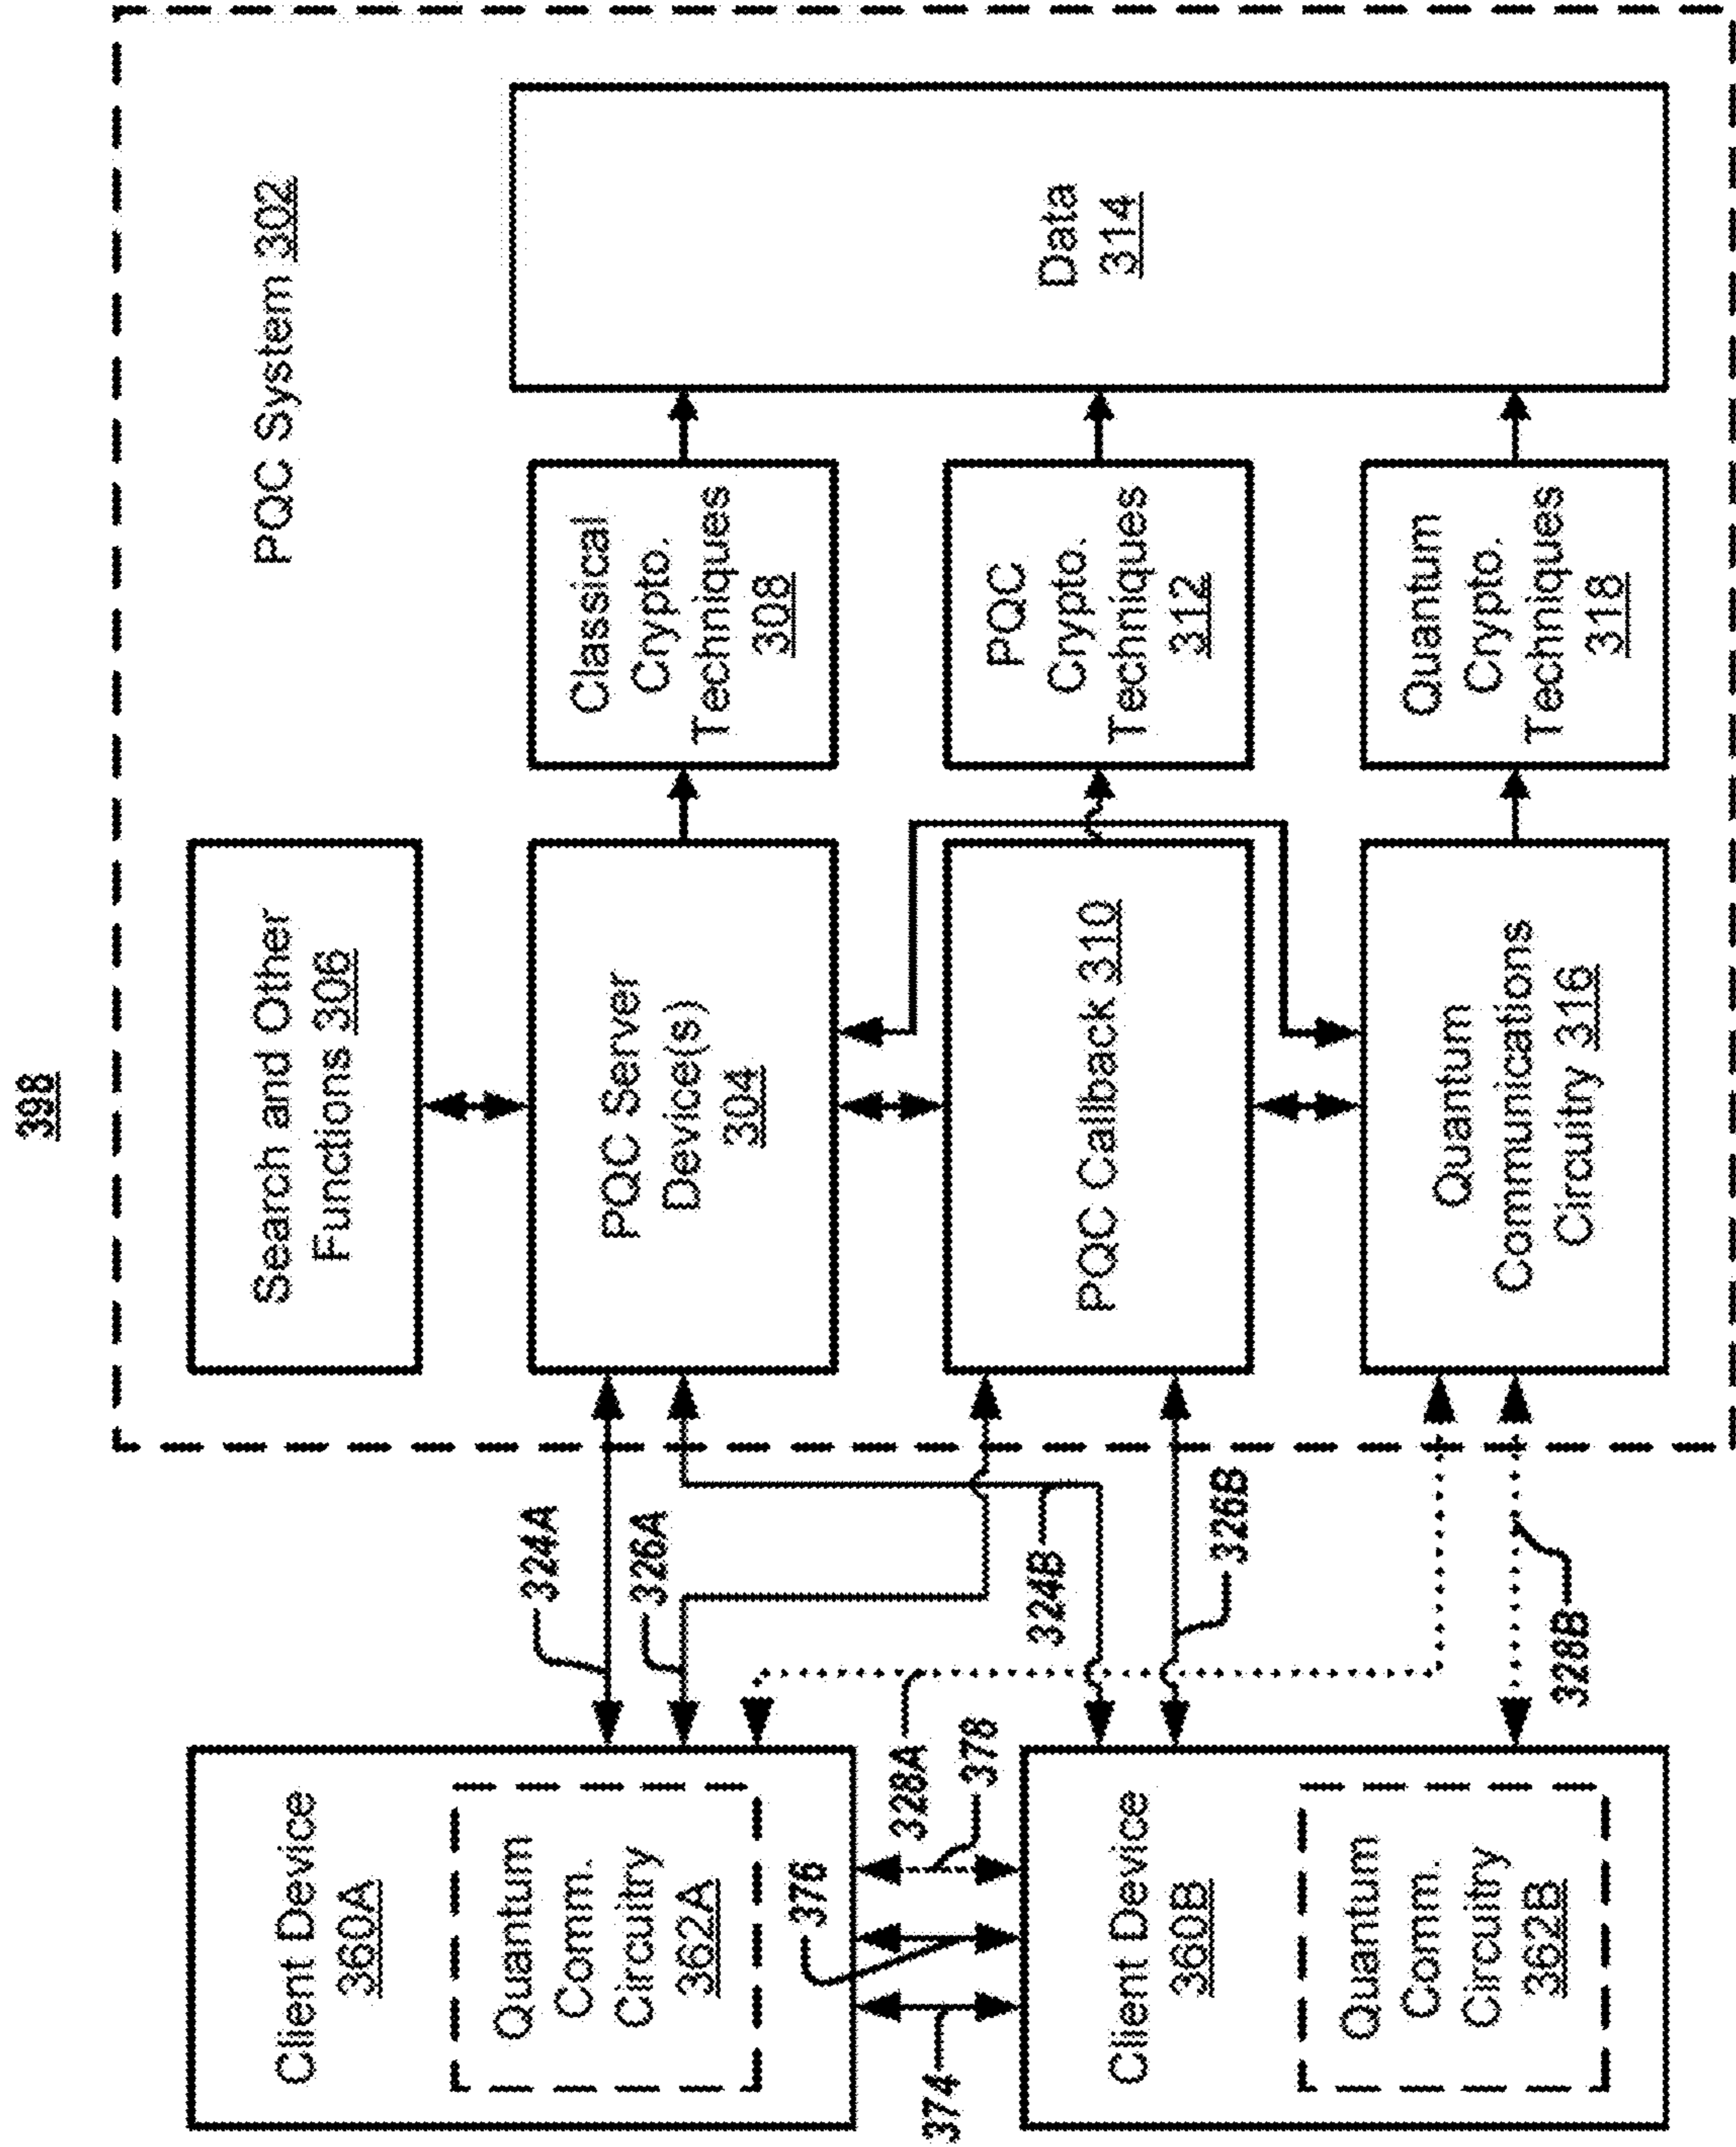 398
PQC System 302
Search and Other
Functions 306
PQC Server
Device(s)
304
Classical
Crypto.
Techniques
308
PQC Callback 310
PQC
Crypto.
Techniques
312
Quantum
Communications
Circuitry 316
Quantum
Crypto.
Techniques
318
Data
314
Client Device
360A
Quantum
Comm.
Circuitry
362A
Client Device
360B
Quantum
Comm.
Circuitry
362B
324A
326A
324B
326B
328A
328B
374
376
378